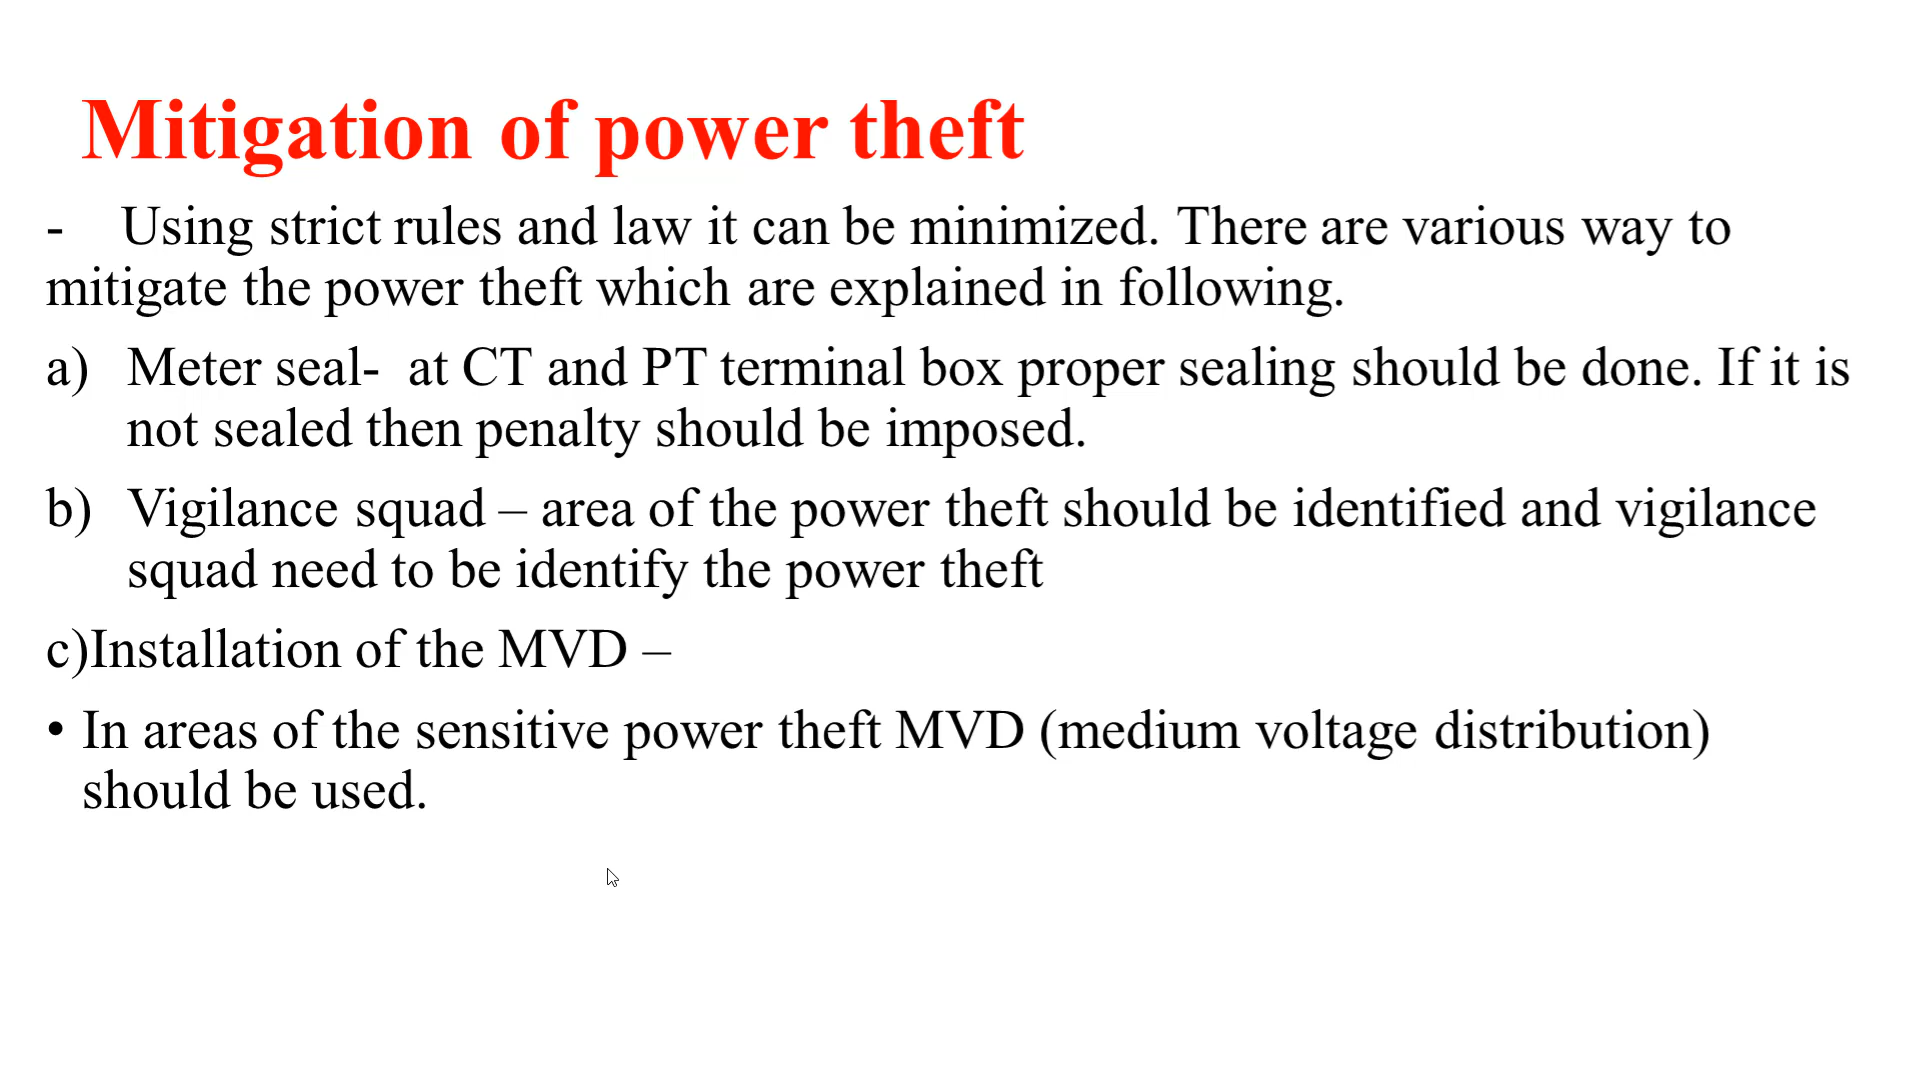 Mitigation of power theft
- Using strict rules and law it can be minimized. There are various way to
mitigate the power theft which are explained in following.
a) Meter seal- at CT and PT terminal box proper sealing should be done. If it is
not sealed then penalty should be imposed.
b) Vigilance squad – area of the power theft should be identified and vigilance
squad need to be identify the power theft
c)Installation of the MVD –
• In areas of the sensitive power theft MVD (medium voltage distribution)
should be used.